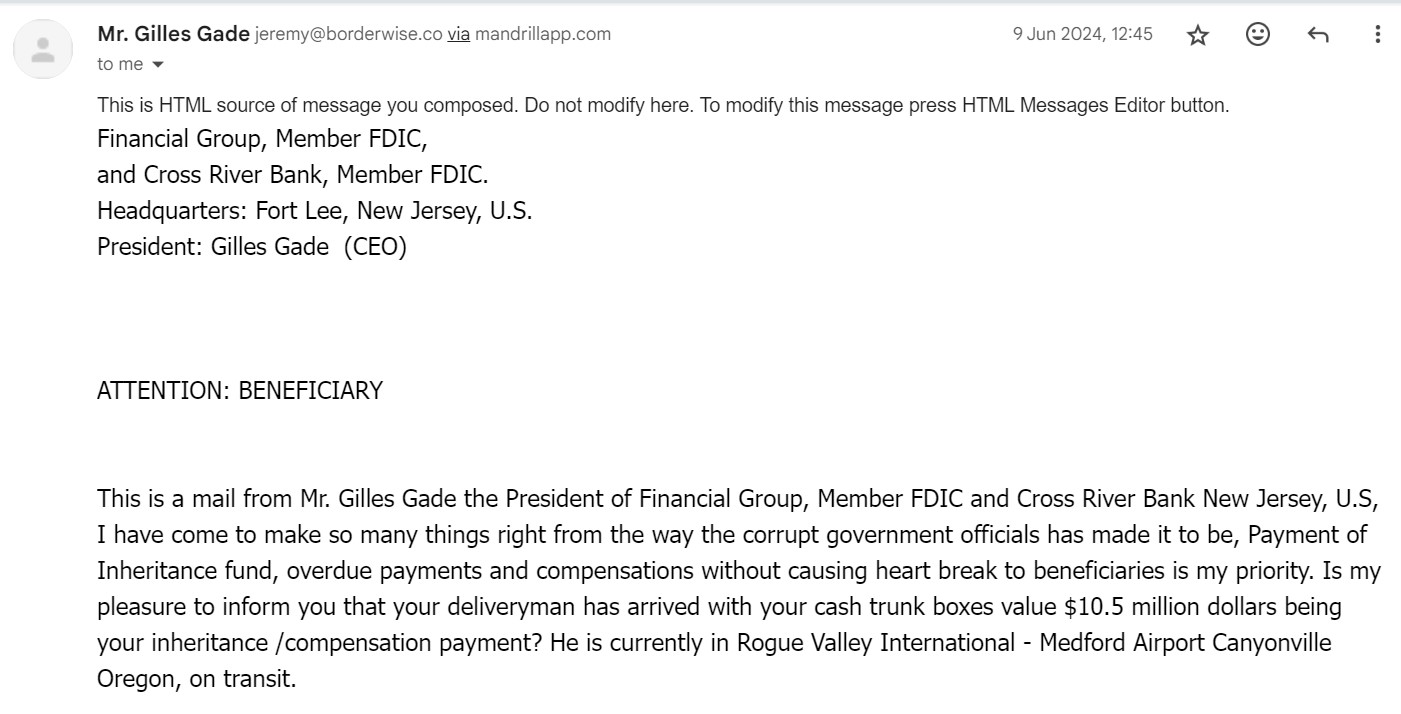 Mr. Gilles Gade jeremy@borderwise.co via mandrillapp.com
9 Jun 2024, 12:45
to me
This is HTML source of message you composed. Do not modify here. To modify this message press HTML Messages Editor button.
Financial Group, Member FDIC,
and Cross River Bank, Member FDIC.
Headquarters: Fort Lee, New Jersey, U.S.
President: Gilles Gade  (CEO)
ATTENTION: BENEFICIARY
This is a mail from Mr. Gilles Gade the President of Financial Group, Member FDIC and Cross River Bank New Jersey, U.S,
I have come to make so many things right from the way the corrupt government officials has made it to be, Payment of
Inheritance fund, overdue payments and compensations without causing heart break to beneficiaries is my priority. Is my
pleasure to inform you that your deliveryman has arrived with your cash trunk boxes value $10.5 million dollars being
your inheritance /compensation payment? He is currently in Rogue Valley International - Medford Airport Canyonville
Oregon, on transit.